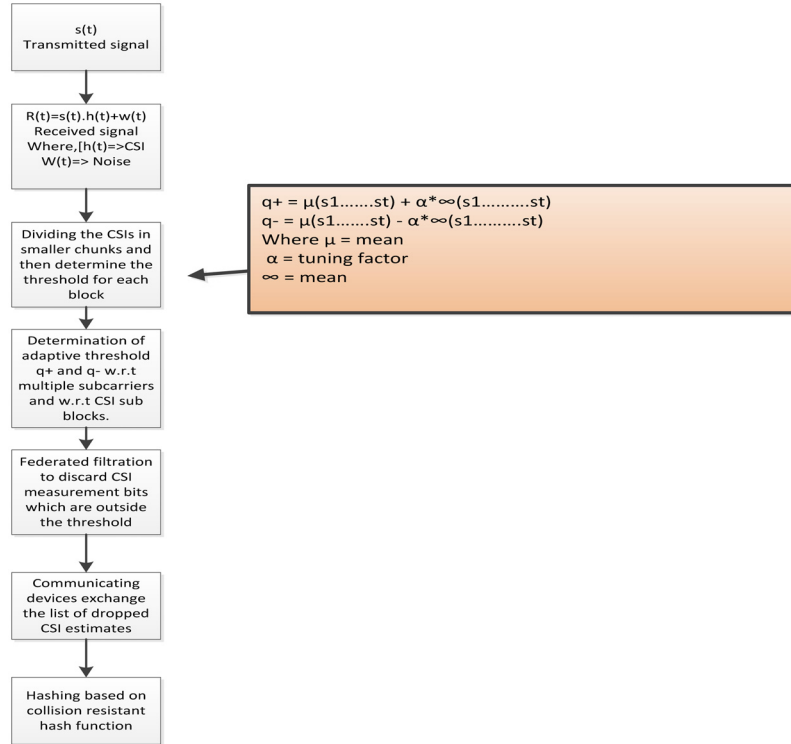 s(t)
Transmitted signal
R(t)=s(t).h(t)+w(t)
Received signal
Where,[h(t)=>CSI
W(t)=> Noise
Dividing the CSIs in
smaller chunks and
then determine the
threshold for each
block
q+ = μ(s1.......st) + α*∞(s1..........st)
q- = μ(s1.......st) - α*∞(s1..........st)
Where μ = mean
α = tuning factor
∞ = mean
Determination of
adaptive threshold
q+ and q- w.r.t
multiple subcarriers
and w.r.t CSI sub
blocks.
Federated filtration
to discard CSI
measurement bits
which are outside
the threshold
Communicating
devices exchange
the list of dropped
CSI estimates
Hashing based on
collision resistant
hash function